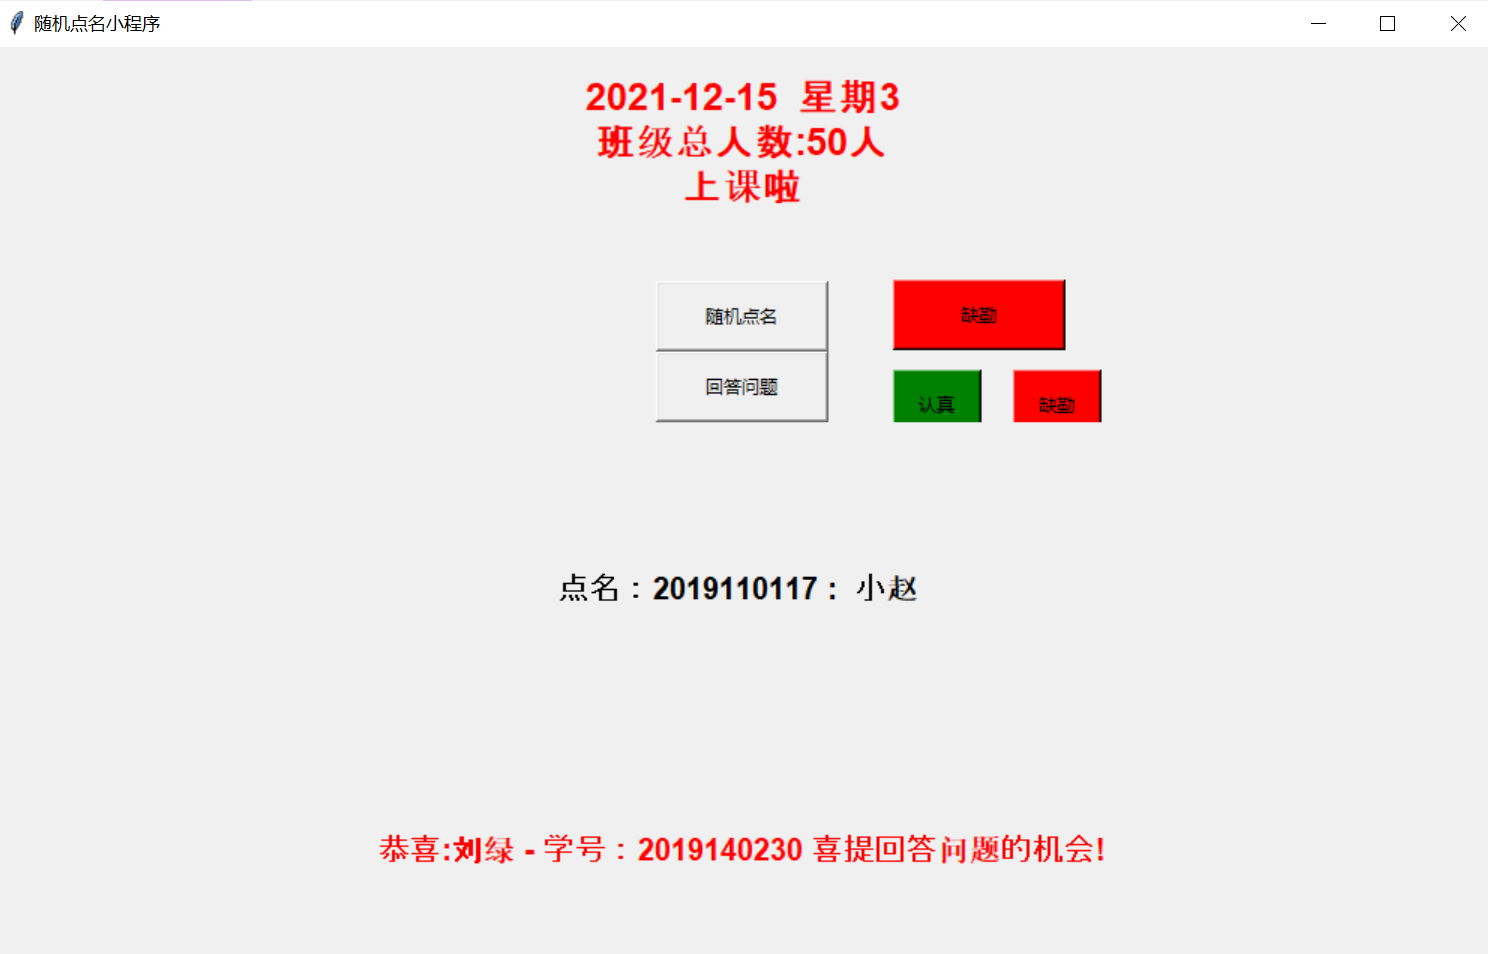 随机点名小程序
2021-12-15 星期3
班级总人数:50人
上课啦
随机点名
缺勤
回答问题
认真
缺勤
点名：2019110117： 小赵
恭喜:刘绿 - 学号：2019140230 喜提回答问题的机会!